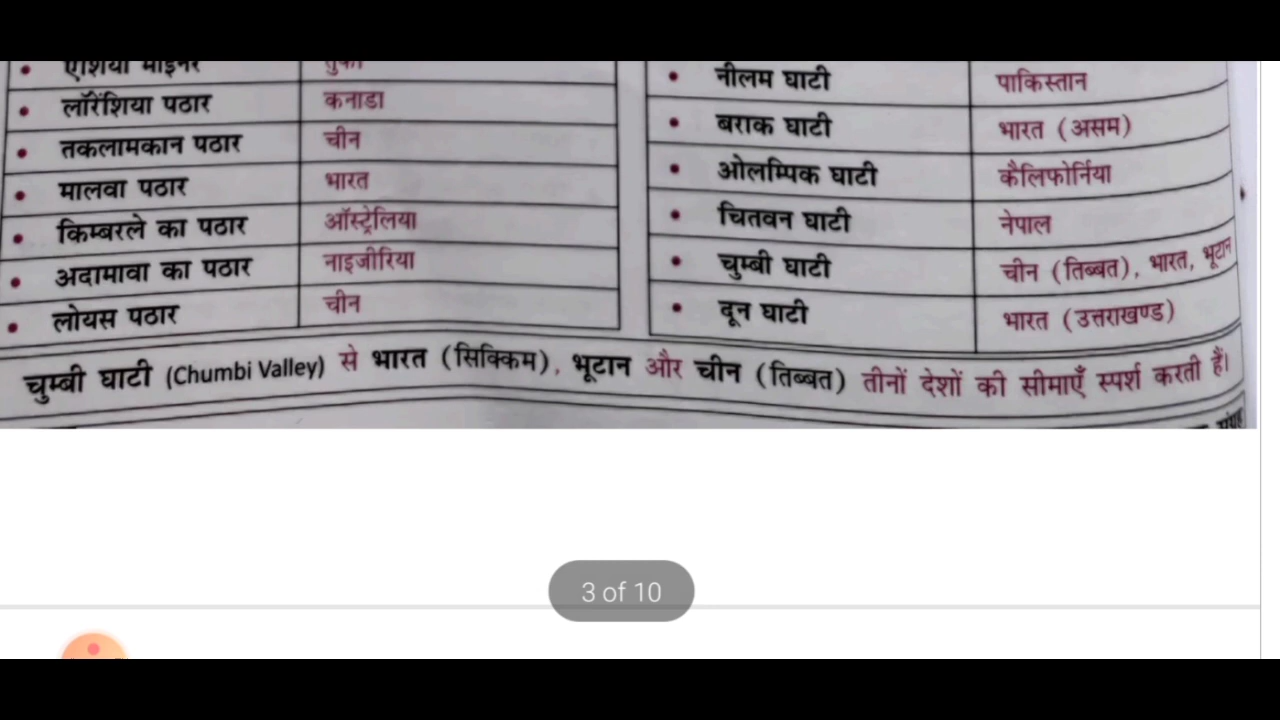 एशिया माइनर तुर्की
लॉरेंशिया पठार कनाडा
तकलामकान पठार चीन
मालवा पठार भारत
किम्बरले का पठार ऑस्ट्रेलिया
अदामावा का पठार नाइजीरिया
लोयस पठार चीन
नीलम घाटी पाकिस्तान
बराक घाटी भारत (असम)
ओलम्पिक घाटी कैलिफोर्निया
चितवन घाटी नेपाल
चुम्बी घाटी चीन (तिब्बत), भारत, भूटान
दून घाटी भारत (उत्तराखण्ड)
चुम्बी घाटी (Chumbi Valley) से भारत (सिक्किम), भूटान और चीन (तिब्बत) तीनों देशों की सीमाएँ स्पर्श करती हैं।
3 of 10